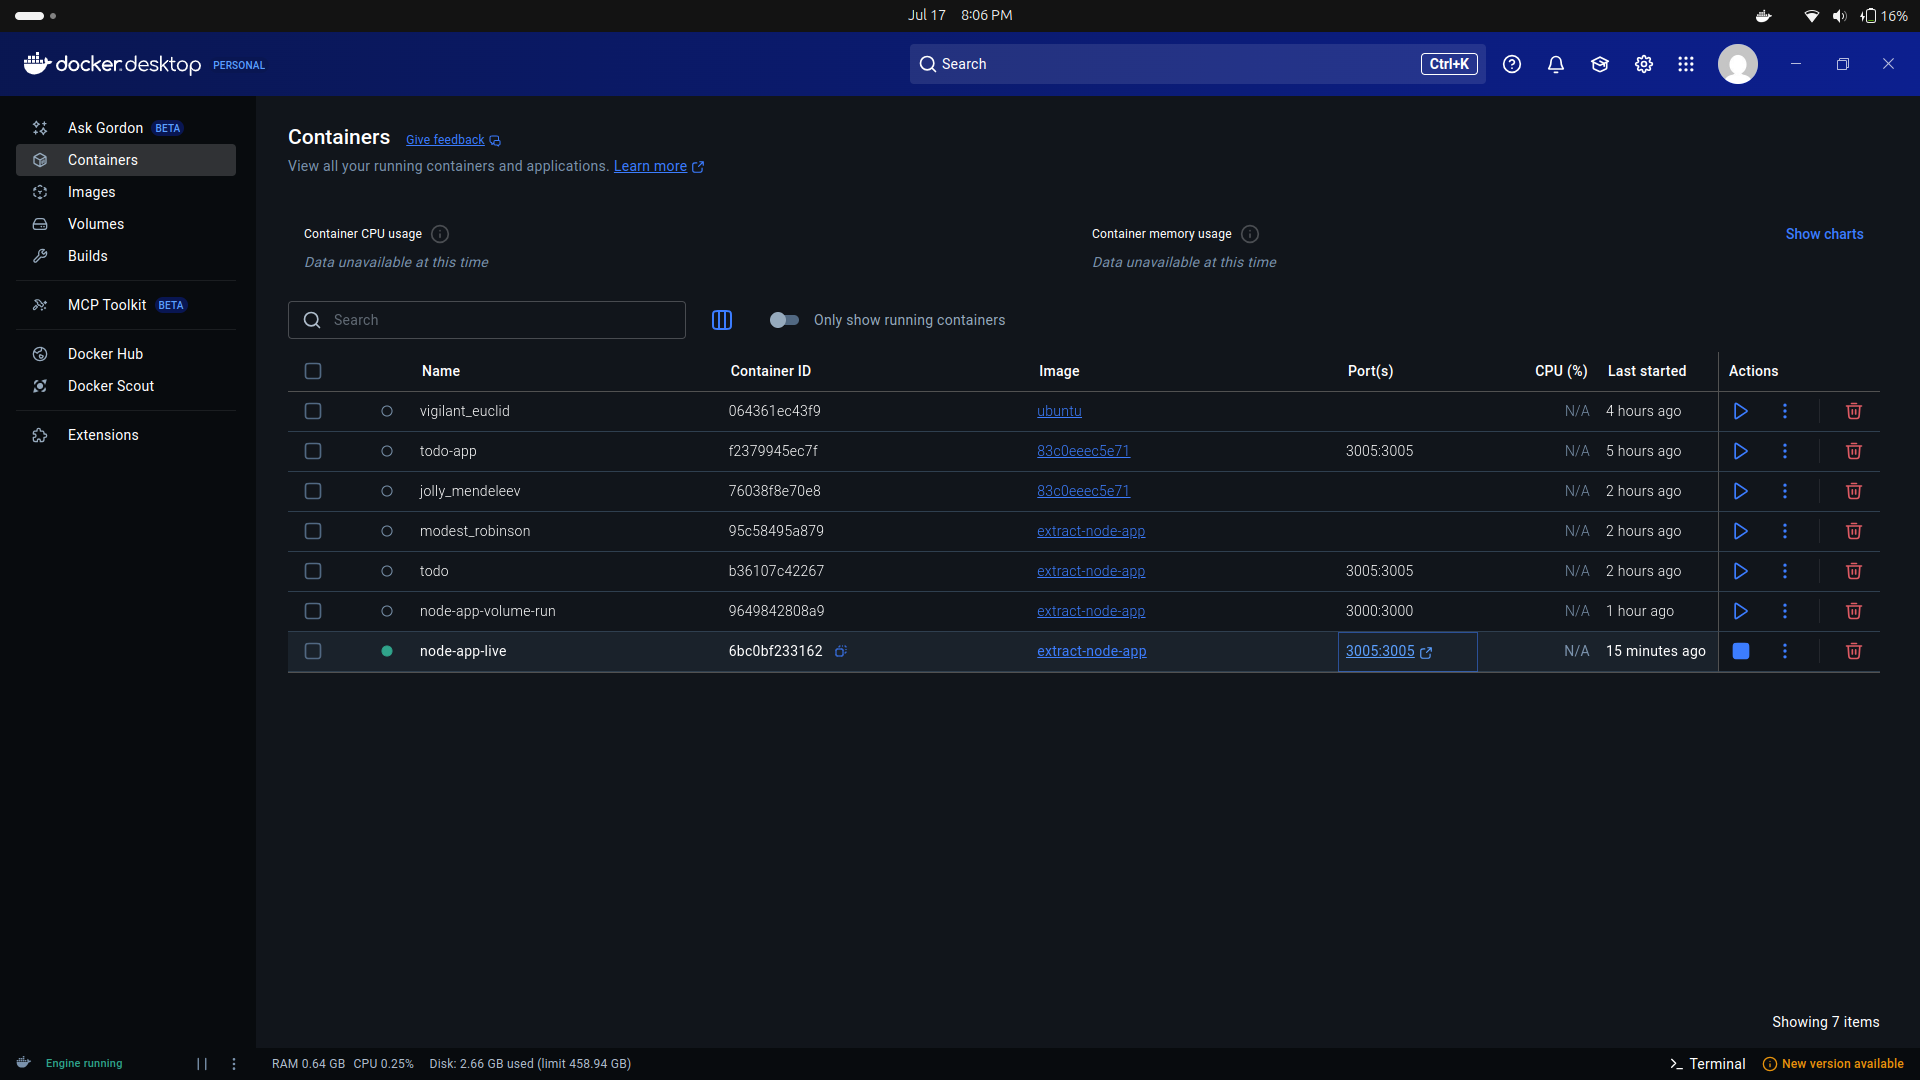 Jul 17 8:06 PM 16%
docker.desktop PERSONAL Search Ctrl+K
Ask Gordon BETA
Containers
Images
Volumes
Builds
MCP Toolkit BETA
Docker Hub
Docker Scout
Extensions
Containers Give feedback
View all your running containers and applications. Learn more
Container CPU usage Container memory usage Show charts
Data unavailable at this time Data unavailable at this time
Search Only show running containers
Name Container ID Image Port(s) CPU (%) Last started Actions
vigilant_euclid 064361ec43f9 ubuntu N/A 4 hours ago
todo-app f2379945ec7f 83c0eeec5e71 3005:3005 N/A 5 hours ago
jolly_mendeleev 76038f8e70e8 83c0eeec5e71 N/A 2 hours ago
modest_robinson 95c58495a879 extract-node-app N/A 2 hours ago
todo b36107c42267 extract-node-app 3005:3005 N/A 2 hours ago
node-app-volume-run 9649842808a9 extract-node-app 3000:3000 N/A 1 hour ago
node-app-live 6bc0bf233162 extract-node-app 3005:3005 N/A 15 minutes ago
Showing 7 items
Engine running RAM 0.64 GB CPU 0.25% Disk: 2.66 GB used (limit 458.94 GB) Terminal New version available